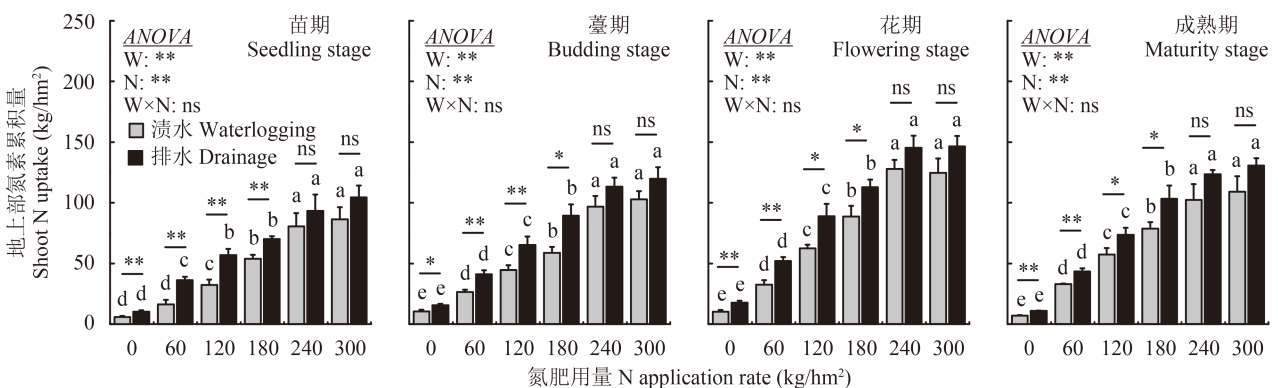 地上部氮素累积量
Shoot N uptake (kg/hm²)
250
200
150
100
50
0
苗期
Seedling stage
ANOVA
W: **
N: **
W×N: ns
渍水 Waterlogging
排水 Drainage
** ** ** ** ns ns
d d d c c b b b a a a a
0 60 120 180 240 300
薹期
Budding stage
ANOVA
W: **
N: **
W×N: ns
* ** ** * ns ns
e e d d c c b b a a a a
0 60 120 180 240 300
花期
Flowering stage
ANOVA
W: **
N: **
W×N: ns
** ** * * ns ns
e e d d c c b b a a a a
0 60 120 180 240 300
成熟期
Maturity stage
ANOVA
W: **
N: **
W×N: ns
** ** * * ns ns
e e d d c c b b a a a a
0 60 120 180 240 300
氮肥用量 N application rate (kg/hm²)